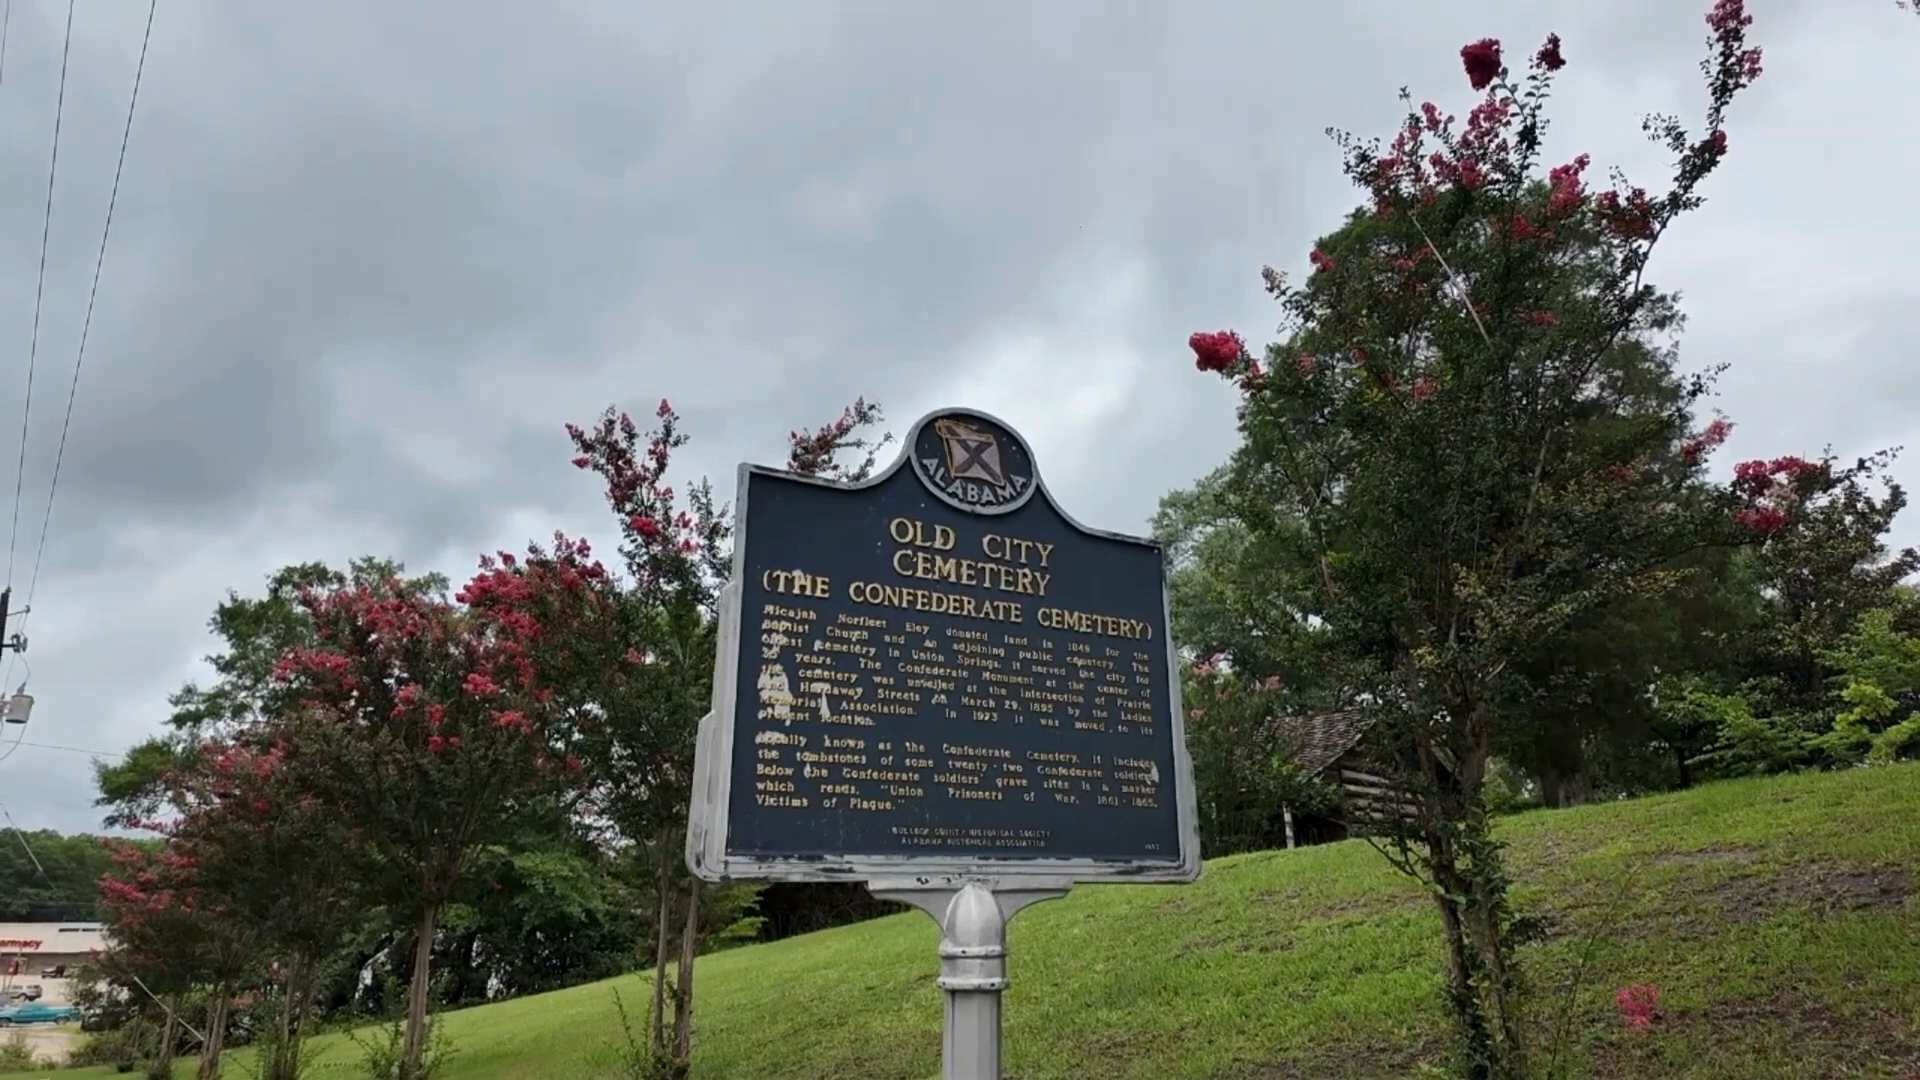 ALABAMA
OLD CITY
CEMETERY
(THE CONFEDERATE CEMETERY)
Micajah Norfleet Eley donated land in 1849 for the
Baptist Church and an adjoining public cemetery. The
oldest cemetery in Union Springs, it served the city for
35 years. The Confederate Monument at the center of
the cemetery was unveiled at the intersection of Prairie
and Hardaway Streets on March 29, 1895 by the Ladies
Memorial Association. In 1973 it was moved to its
present location.
Locally known as the Confederate Cemetery, it includes
the tombstones of some twenty-two Confederate soldiers.
Below the Confederate soldiers' grave sites is a marker
which reads, "Union Prisoners of War, 1861-1865,
Victims of Plague."
BULLOCK COUNTY HISTORICAL SOCIETY
ALABAMA HISTORICAL ASSOCIATION
armacy